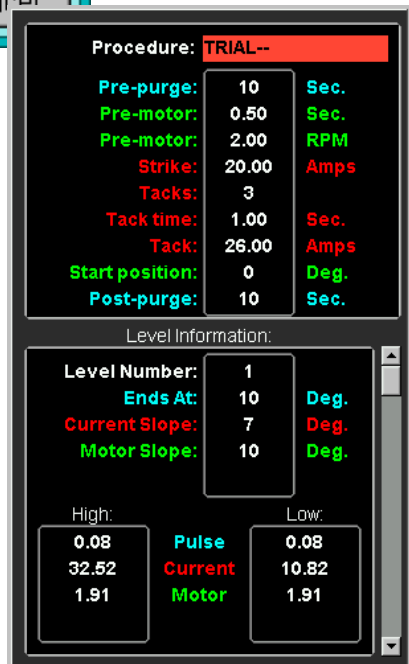 Procedure: TRIAL--
Pre-purge: 10 Sec.
Pre-motor: 0.50 Sec.
Pre-motor: 2.00 RPM
Strike: 20.00 Amps
Tacks: 3
Tack time: 1.00 Sec.
Tack: 26.00 Amps
Start position: 0 Deg.
Post-purge: 10 Sec.
Level Information:
Level Number: 1
Ends At: 10 Deg.
Current Slope: 7 Deg.
Motor Slope: 10 Deg.
High: Low:
0.08 Pulse 0.08
32.52 Current 10.82
1.91 Motor 1.91